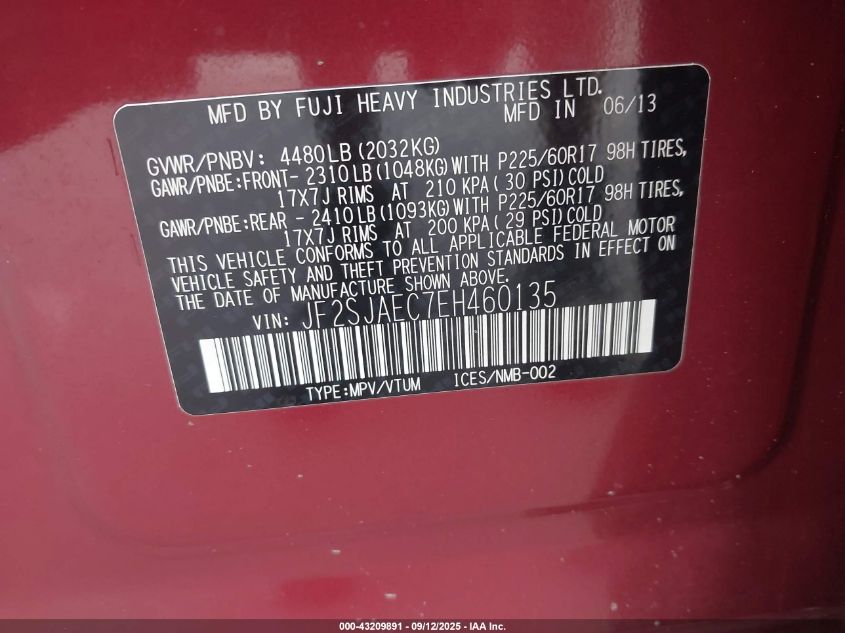 MFD BY FUJI HEAVY INDUSTRIES LTD.
MFD IN 06/13
GVWR/PNBV: 4480LB(2032KG)
GAWR/PNBE:FRONT- 2310LB(1048KG)WITH P225/60R17 98H TIRES,
17X7J RIMS AT 210 KPA(30 PSI)COLD
GAWR/PNBE:REAR - 2410LB(1093KG)WITH P225/60R17 98H TIRES,
17X7J RIMS AT 200 KPA(29 PSI)COLD
THIS VEHICLE CONFORMS TO ALL APPLICABLE FEDERAL MOTOR
VEHICLE SAFETY AND THEFT PREVENTION STANDARDS IN EFFECT ON
THE DATE OF MANUFACTURE SHOWN ABOVE.
VIN: JF2SJAEC7EH460135
TYPE:MPV/VTUM ICES/NMB-002
000-43209891 - 09/12/2025 - IAA Inc.